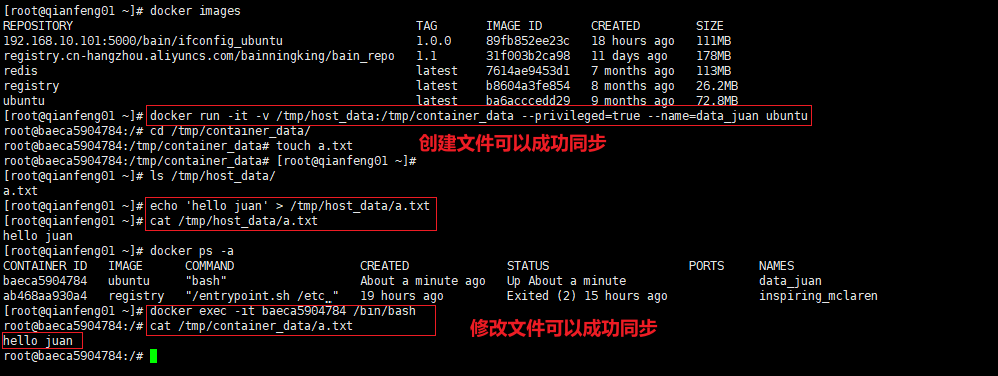 [root@qianfeng01 ~]# docker images
REPOSITORY TAG IMAGE ID CREATED SIZE
192.168.10.101:5000/bain/ifconfig_ubuntu 1.0.0 89fb852ee23c 18 hours ago 111MB
registry.cn-hangzhou.aliyuncs.com/bainningking/bain_repo 1.1 31f003b2ca98 11 days ago 178MB
redis latest 7614ae9453d1 7 months ago 113MB
registry latest b8604a3fe854 8 months ago 26.2MB
ubuntu latest ba6acccedd29 9 months ago 72.8MB
[root@qianfeng01 ~]# docker run -it -v /tmp/host_data:/tmp/container_data --privileged=true --name=data_juan ubuntu
root@baeca5904784:/# cd /tmp/container_data/
root@baeca5904784:/tmp/container_data# touch a.txt
创建文件可以成功同步
root@baeca5904784:/tmp/container_data# [root@qianfeng01 ~]#
[root@qianfeng01 ~]# ls /tmp/host_data/
a.txt
[root@qianfeng01 ~]# echo 'hello juan' > /tmp/host_data/a.txt
[root@qianfeng01 ~]# cat /tmp/host_data/a.txt
hello juan
[root@qianfeng01 ~]# docker ps -a
CONTAINER ID IMAGE COMMAND CREATED STATUS PORTS NAMES
baeca5904784 ubuntu "bash" About a minute ago Up About a minute data_juan
ab468aa930a4 registry "/entrypoint.sh /etc…" 19 hours ago Exited (2) 15 hours ago inspiring_mclaren
[root@qianfeng01 ~]# docker exec -it baeca5904784 /bin/bash
root@baeca5904784:/# cat /tmp/container_data/a.txt
修改文件可以成功同步
hello juan
root@baeca5904784:/#